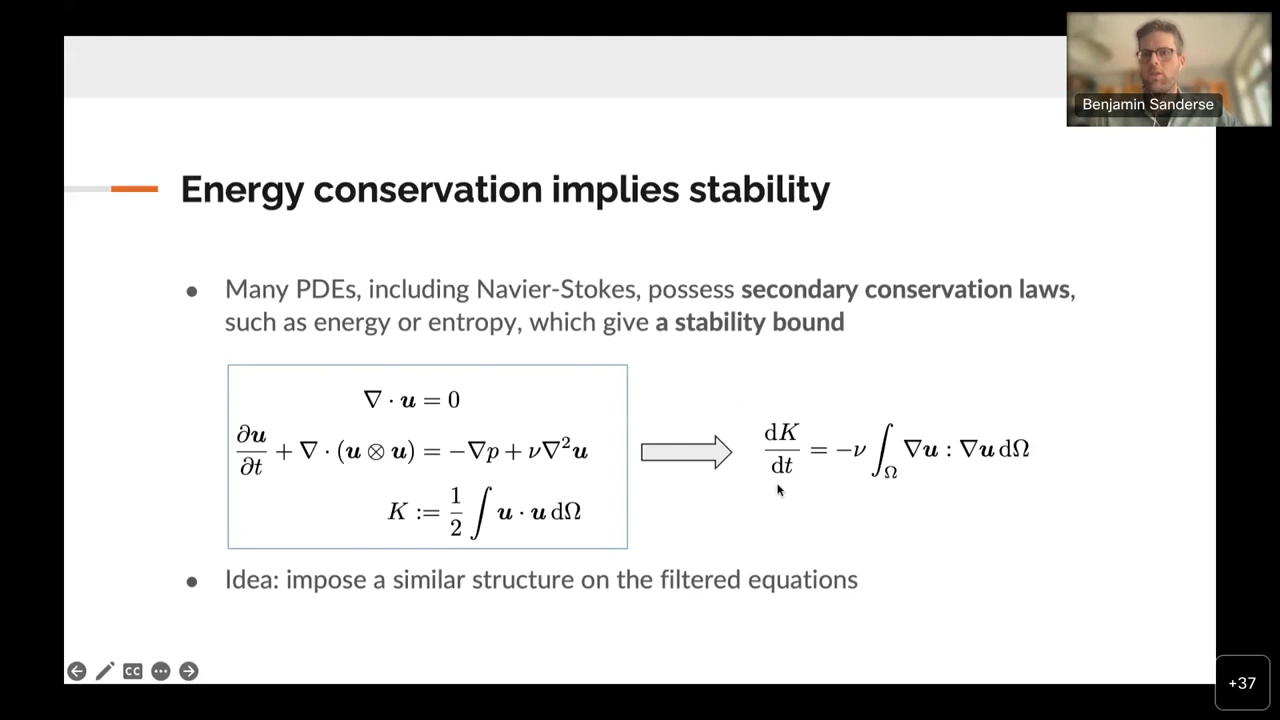 Benjamin Sanderse
Energy conservation implies stability
● Many PDEs, including Navier-Stokes, possess secondary conservation laws,
such as energy or entropy, which give a stability bound
∇ · u = 0
∂u/∂t + ∇ · (u ⊗ u) = −∇p + ν∇²u
K := 1/2 ∫ u · u dΩ
dK/dt = −ν ∫_Ω ∇u : ∇u dΩ
● Idea: impose a similar structure on the filtered equations
CC
+37